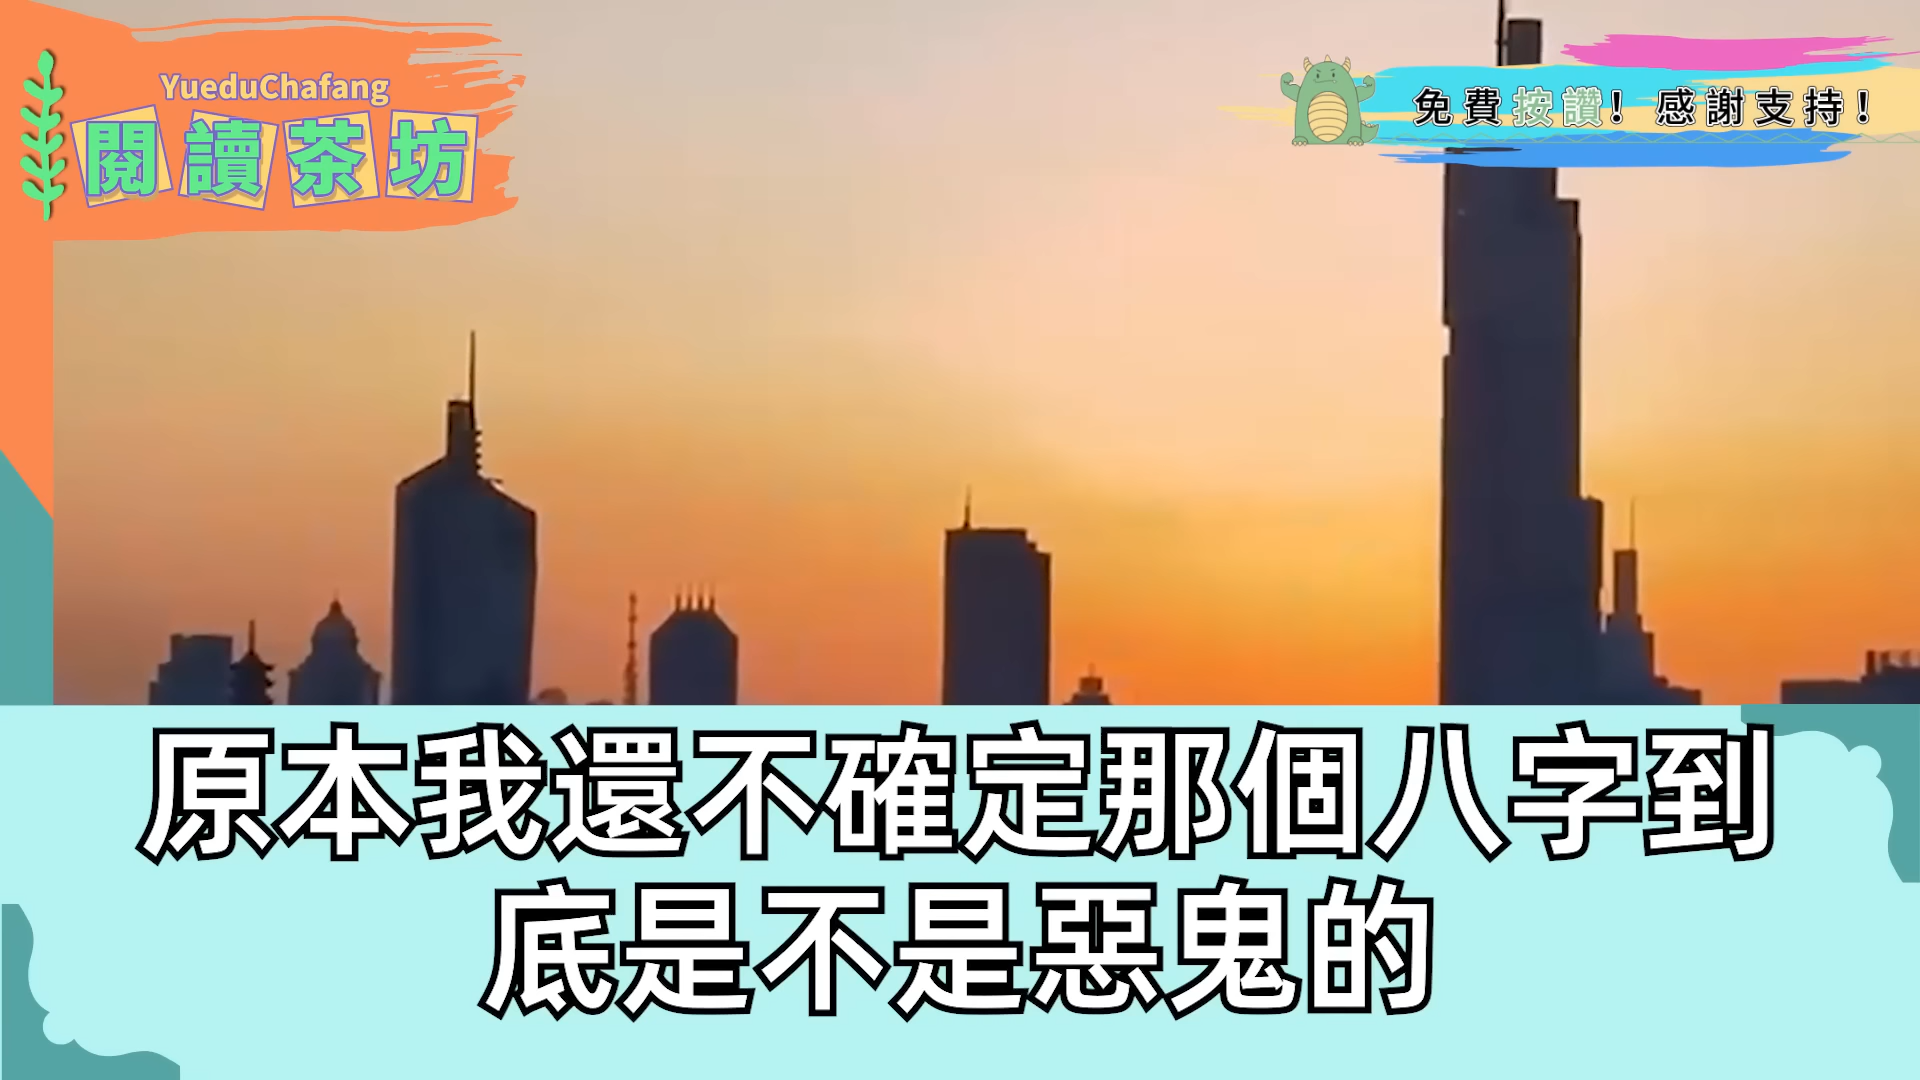 YueduChafang
閱讀茶坊
免費按讚！感謝支持！
原本我還不確定那個八字到
底是不是惡鬼的